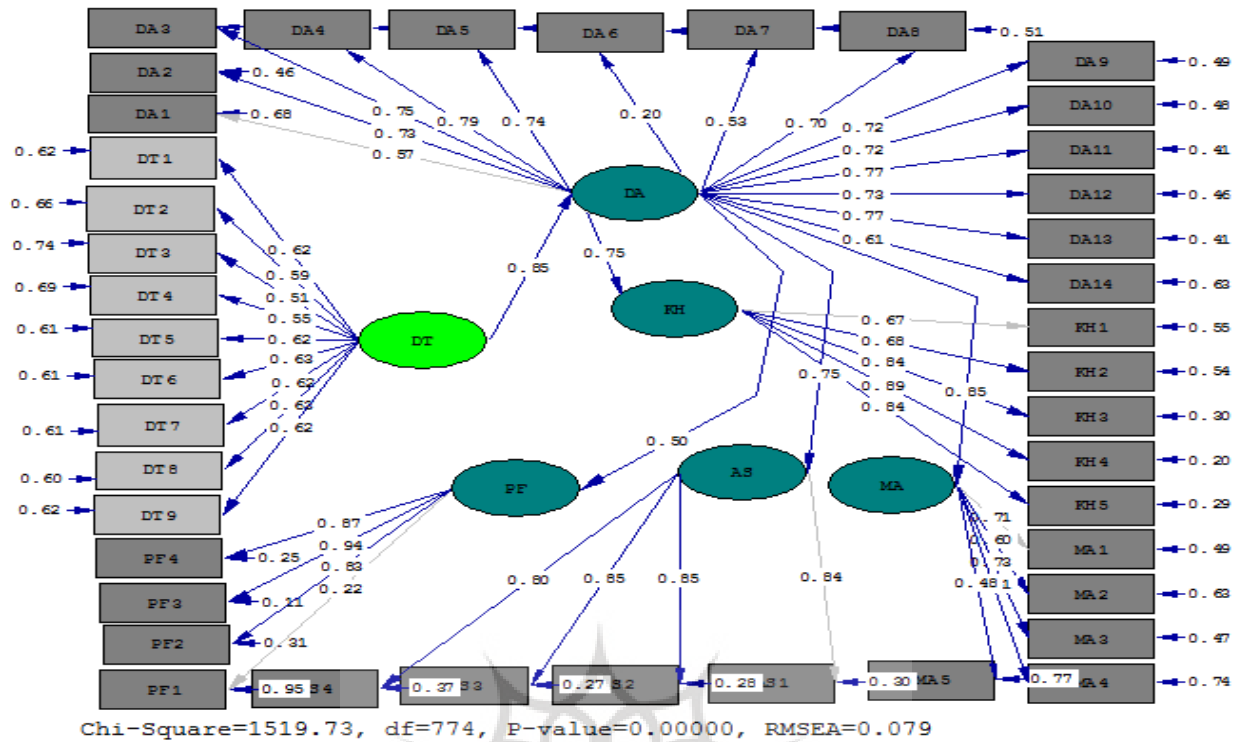 DA3 DA4 DA5 DA6 DA7 DA8 0.51
DA9 0.49
DA2 0.46
DA10 0.48
DA1 0.68
DA11 0.41
DA12 0.46
DA13 0.41
DA14 0.63
0.75
0.73
0.57
0.79
0.74
0.20
0.53
0.70
0.72
0.72
0.77
0.73
0.77
0.61
DA
0.62 DT1
0.66 DT2
0.74 DT3
0.69 DT4
0.61 DT5
0.61 DT6
0.61 DT7
0.60 DT8
0.62 DT9
0.62
0.59
0.51
0.55
0.62
0.63
0.62
0.62
DT
0.85
0.75
KH
0.67
0.68
0.84
0.89
0.84
KH1 0.55
KH2 0.54
KH3 0.30
KH4 0.20
KH5 0.29
0.75
0.85
0.50
PF
AS
MA
0.87
0.94
0.83
0.22
PF4 0.25
PF3 0.11
PF2 0.31
0.80
0.85
0.85
0.84
0.71
0.48
MA1 0.49
MA2 0.63
MA3 0.47
MA4 0.74
PF1 0.95 S4 0.37 S3 0.27 S2 0.28 AS1 0.30 MA5 0.77
Chi-Square=1519.73, df=774, P-value=0.00000, RMSEA=0.079